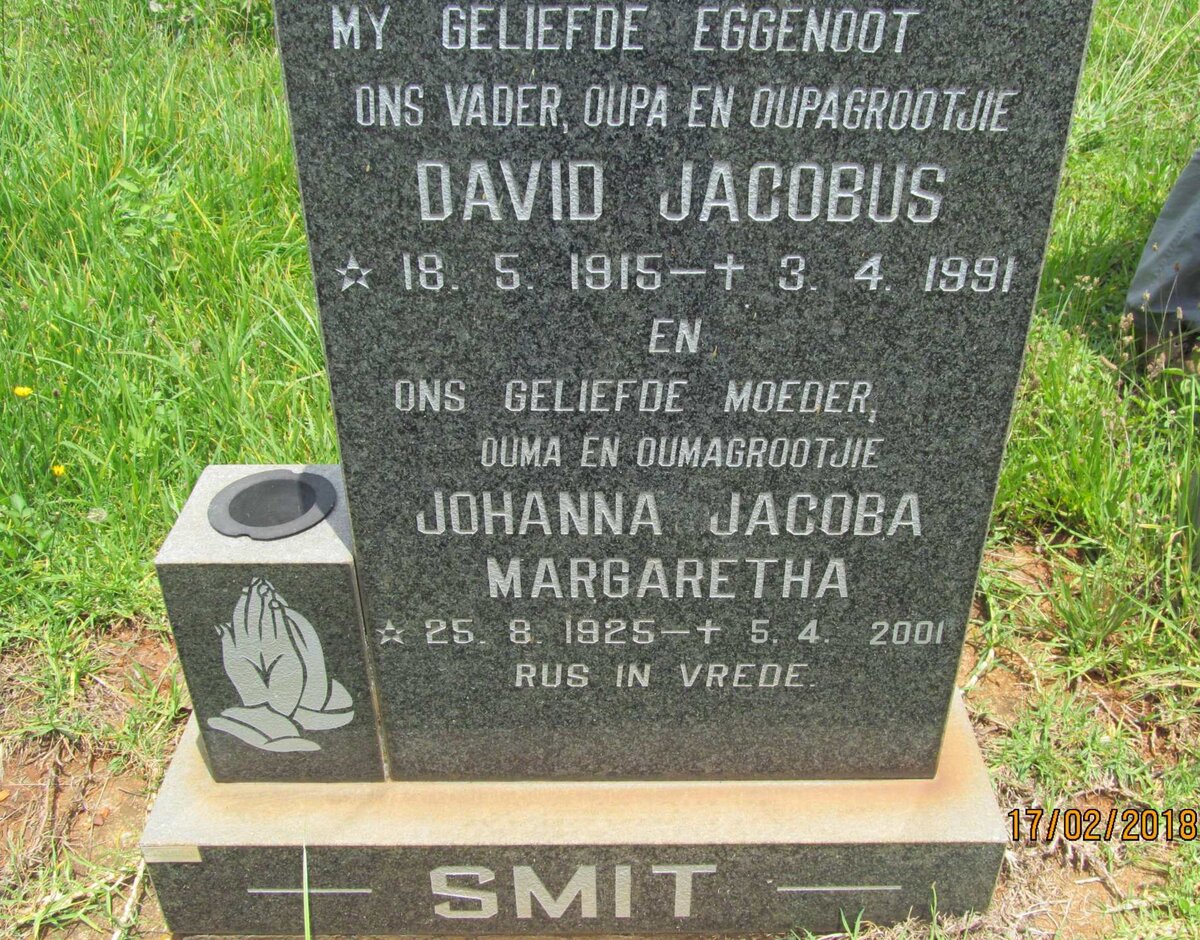 MY GELIEFDE EGGENOOT
ONS VADER, OUPA EN OUPAGROOTJIE
DAVID JACOBUS
☆ 18. 5. 1915—✝ 3. 4. 1991
EN
ONS GELIEFDE MOEDER,
OUMA EN OUMAGROOTJIE
JOHANNA JACOBA
MARGARETHA
☆ 25. 8. 1925—✝ 5. 4. 2001
RUS IN VREDE.
17/02/2018
SMIT